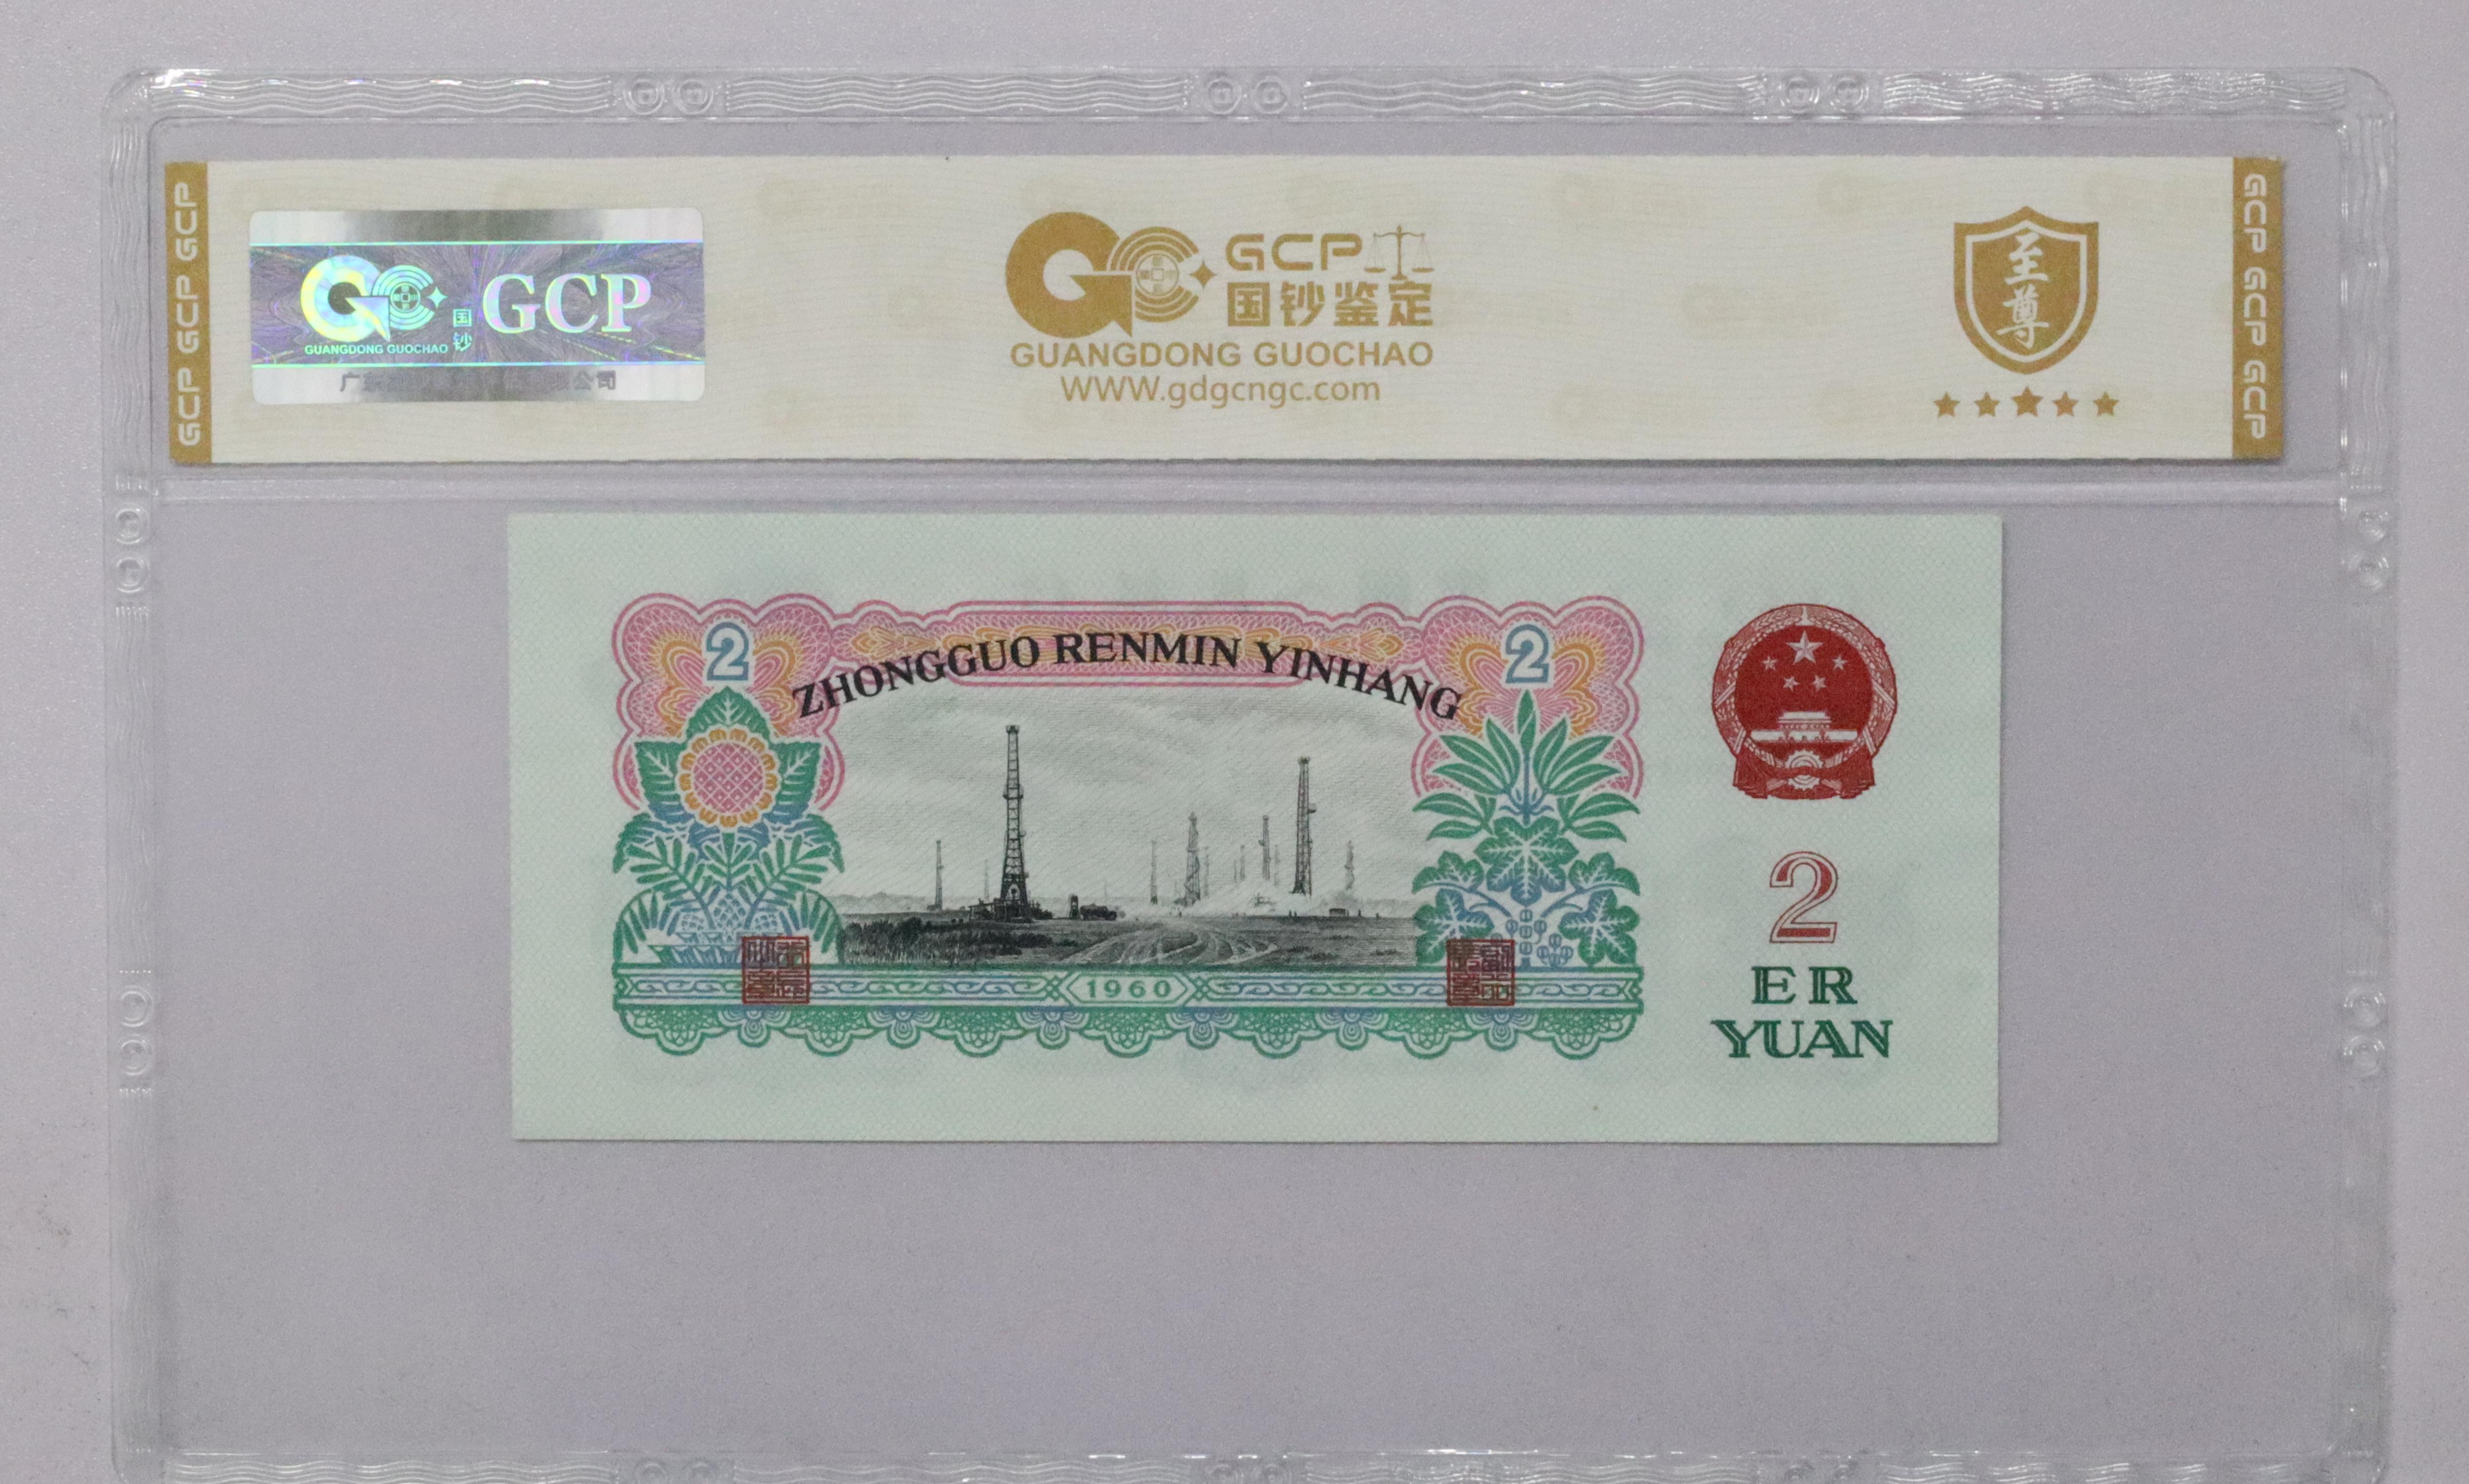 GCP GCP GCP
国钞 GCP
GUANGDONG GUOCHAO
GCP
国钞鉴定
GUANGDONG GUOCHAO
WWW.gdgcngc.com
至尊
GCP GCP GCP GCP
ZHONGGUO RENMIN YINHANG
2
2
1960
2
ER
YUAN